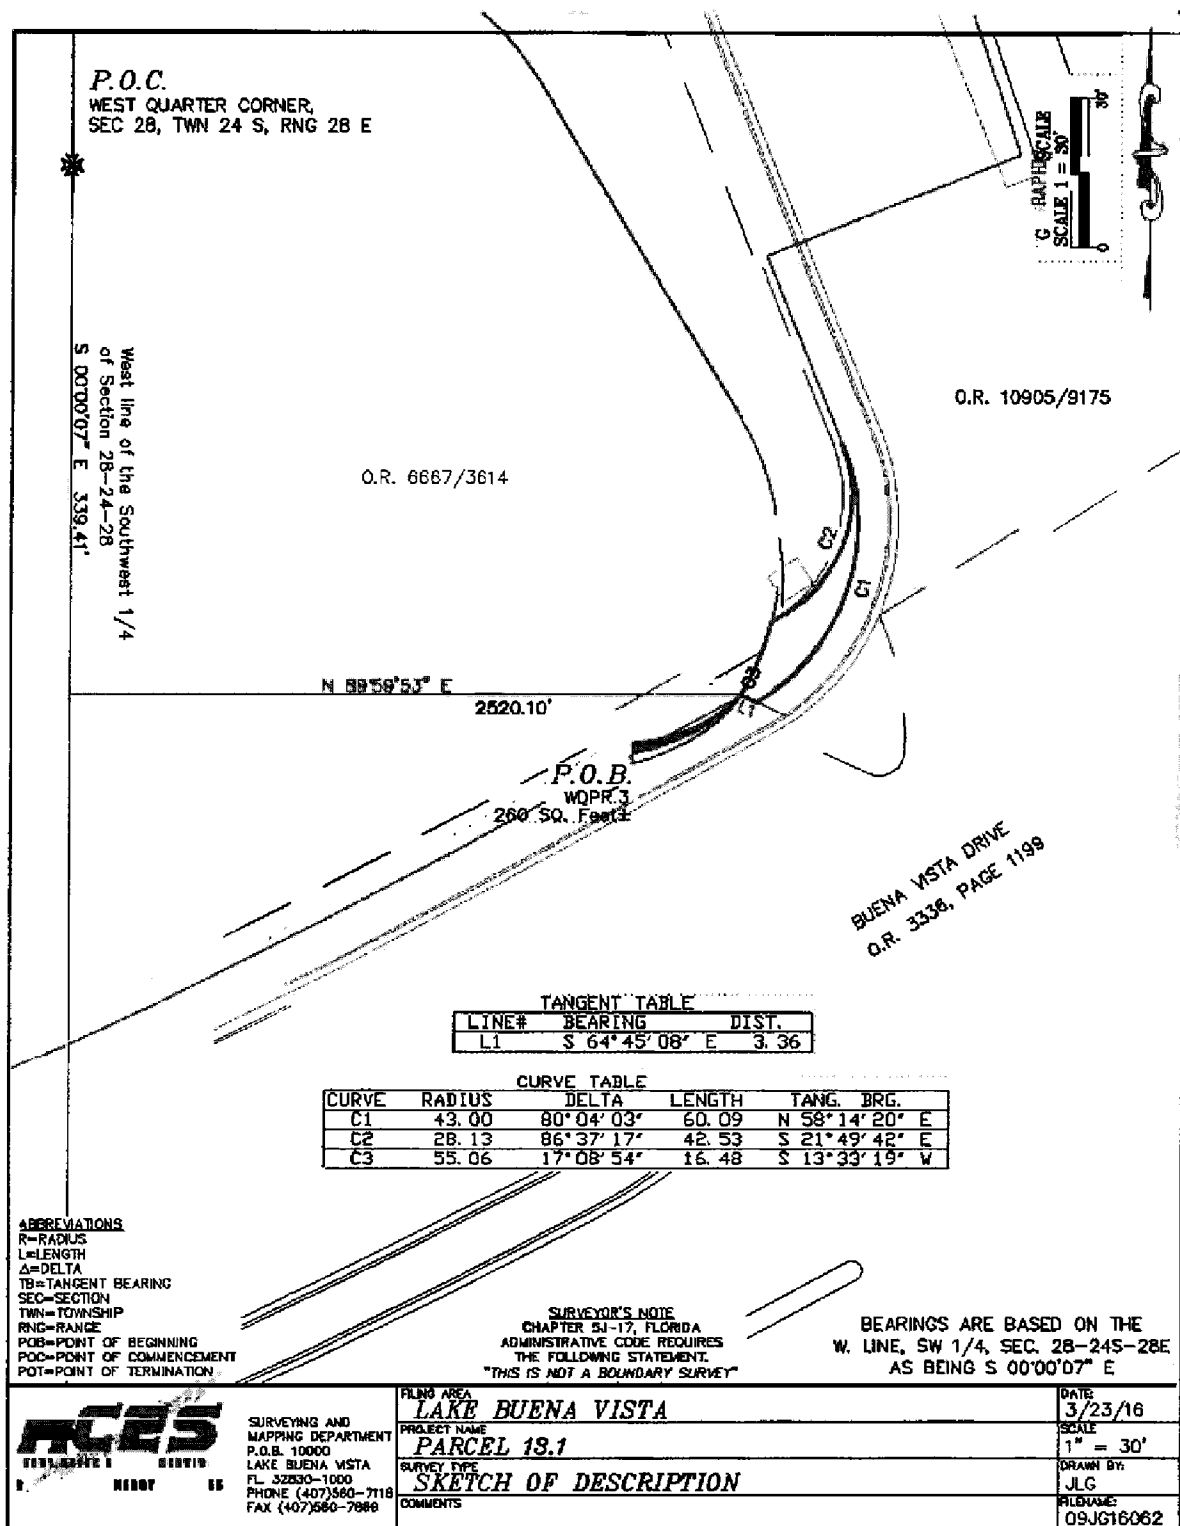 P.O.C.
WEST QUARTER CORNER,
SEC 28, TWN 24 S, RNG 28 E
30'
SCALE 1 = 30'
0
West line of the Southwest 1/4
of Section 28-24-28
S 00°00'07" E 339.41'
O.R. 10905/9175
O.R. 6667/3614
C2
C1
C3
L1
N 89°59'53" E
2520.10'
P.O.B.
WQPR.3
260 SQ. Feet±
BUENA VISTA DRIVE
O.R. 3336, PAGE 1199
TANGENT TABLE
LINE# BEARING DIST.
L1 S 64°45'08" E 3.36
CURVE TABLE
CURVE RADIUS DELTA LENGTH TANG. BRG.
C1 43.00 80°04'03" 60.09 N 58°14'20" E
C2 28.13 86°37'17" 42.53 S 21°49'42" E
C3 55.06 17°08'54" 16.48 S 13°33'19" W
ABBREVIATIONS
R=RADIUS
L=LENGTH
Δ=DELTA
TB=TANGENT BEARING
SEC=SECTION
TWN=TOWNSHIP
RNG=RANGE
POB=POINT OF BEGINNING
POC=POINT OF COMMENCEMENT
POT=POINT OF TERMINATION
SURVEYOR'S NOTE
CHAPTER 5J-17, FLORIDA
ADMINISTRATIVE CODE REQUIRES
THE FOLLOWING STATEMENT.
"THIS IS NOT A BOUNDARY SURVEY"
BEARINGS ARE BASED ON THE
W. LINE, SW 1/4, SEC. 28-24S-28E
AS BEING S 00°00'07" E
SURVEYING AND
MAPPING DEPARTMENT
P.O.B. 10000
LAKE BUENA VISTA
FL 32830-1000
PHONE (407)560-7118
FAX
FILING AREA
LAKE BUENA VISTA
PROJECT NAME
PARCEL 13.1
SURVEY TYPE
SKETCH OF DESCRIPTION
COMMENTS
DATE:
3/23/16
SCALE
1" = 30'
DRAWN BY:
JLG
FILENAME:
09JG16062